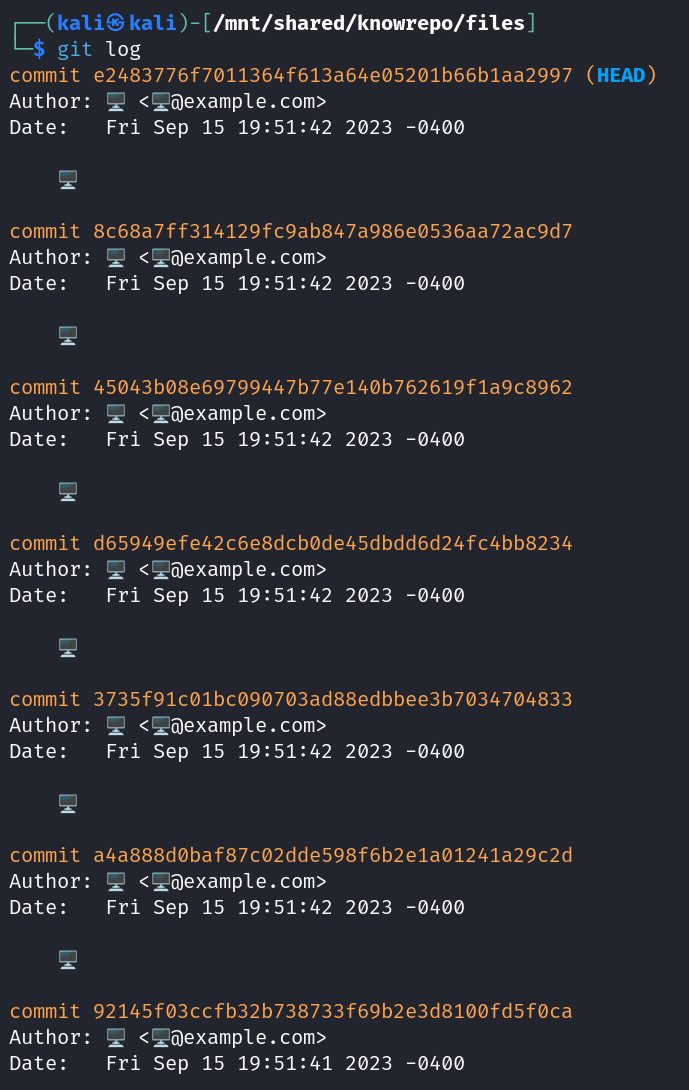 ┌──(kali㉿kali)-[/mnt/shared/knowrepo/files]
└─$ git log
commit e2483776f7011364f613a64e05201b66b1aa2997 (HEAD)
Author: 🖥️ <🖥️@example.com>
Date:   Fri Sep 15 19:51:42 2023 -0400
🖥️
commit 8c68a7ff314129fc9ab847a986e0536aa72ac9d7
Author: 🖥️ <🖥️@example.com>
Date:   Fri Sep 15 19:51:42 2023 -0400
🖥️
commit 45043b08e69799447b77e140b762619f1a9c8962
Author: 🖥️ <🖥️@example.com>
Date:   Fri Sep 15 19:51:42 2023 -0400
🖥️
commit d65949efe42c6e8dcb0de45dbdd6d24fc4bb8234
Author: 🖥️ <🖥️@example.com>
Date:   Fri Sep 15 19:51:42 2023 -0400
🖥️
commit 3735f91c01bc090703ad88edbbee3b7034704833
Author: 🖥️ <🖥️@example.com>
Date:   Fri Sep 15 19:51:42 2023 -0400
🖥️
commit a4a888d0baf87c02dde598f6b2e1a01241a29c2d
Author: 🖥️ <🖥️@example.com>
Date:   Fri Sep 15 19:51:42 2023 -0400
🖥️
commit 92145f03ccfb32b738733f69b2e3d8100fd5f0ca
Author: 🖥️ <🖥️@example.com>
Date:   Fri Sep 15 19:51:41 2023 -0400